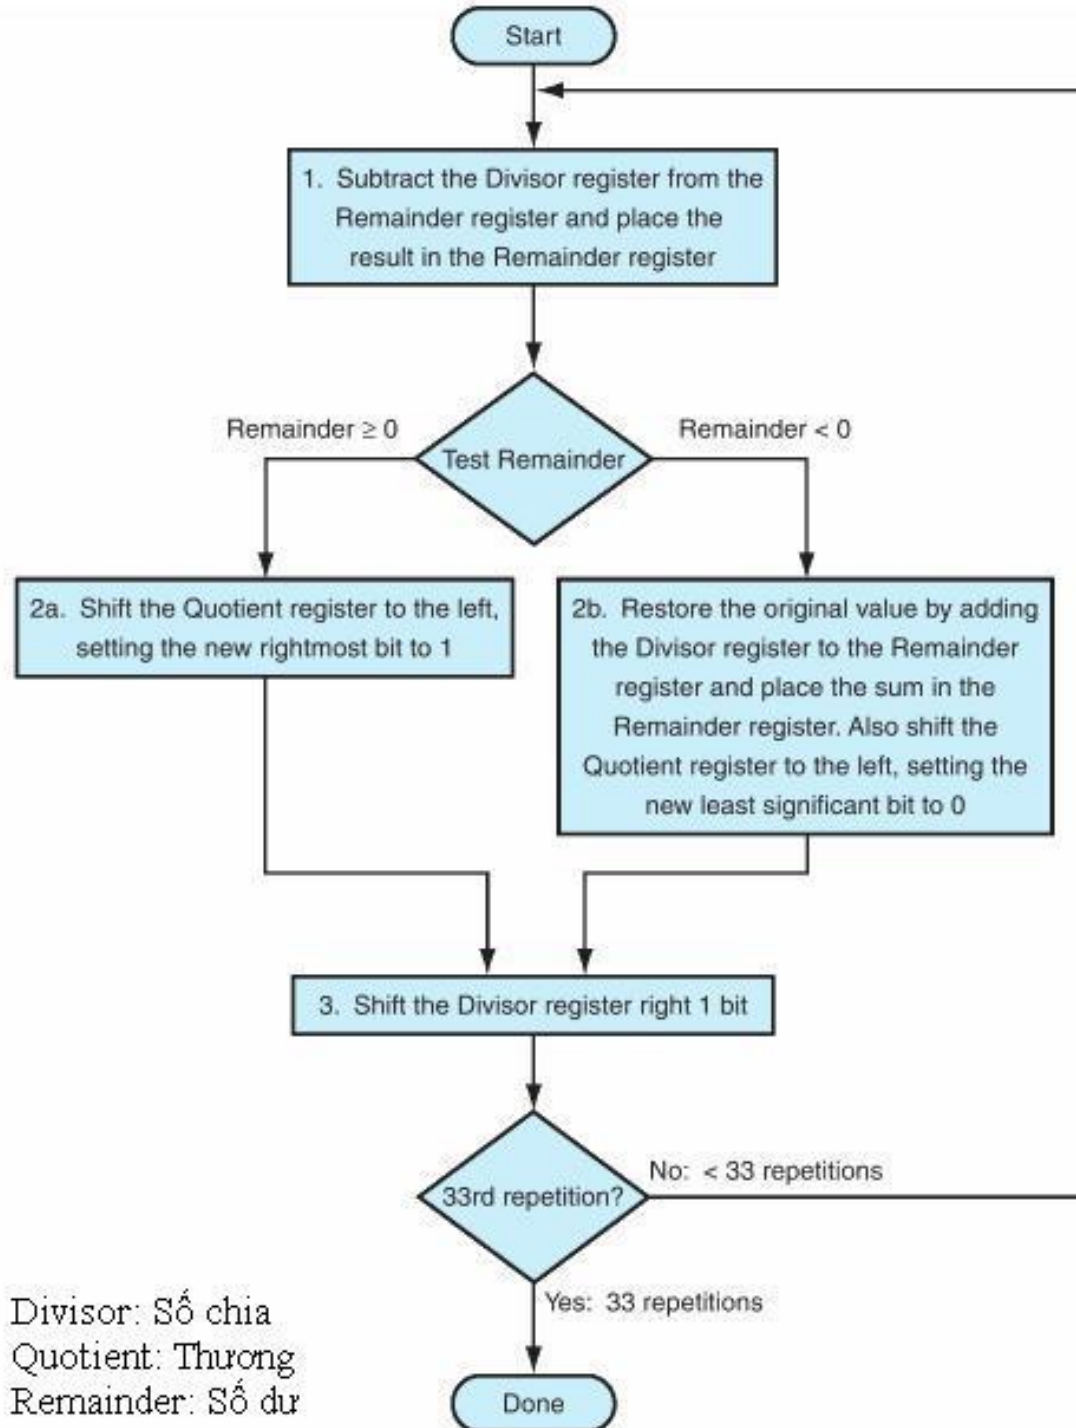 Start
1. Subtract the Divisor register from the
Remainder register and place the
result in the Remainder register
Remainder ≥ 0
Remainder < 0
Test Remainder
2a. Shift the Quotient register to the left,
setting the new rightmost bit to 1
2b. Restore the original value by adding
the Divisor register to the Remainder
register and place the sum in the
Remainder register. Also shift the
Quotient register to the left, setting the
new least significant bit to 0
3. Shift the Divisor register right 1 bit
33rd repetition?
No: < 33 repetitions
Yes: 33 repetitions
Done
Divisor: Số chia
Quotient: Thương
Remainder: Số dư